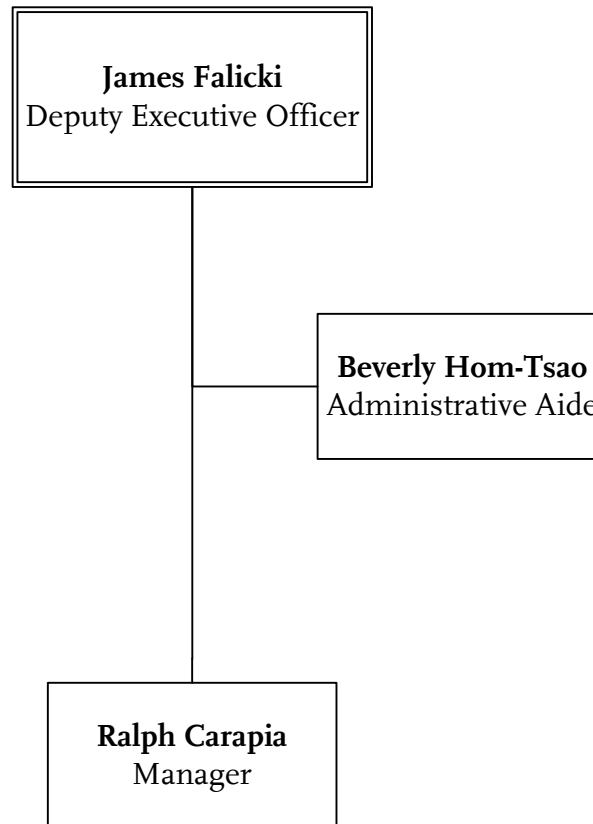 James Falicki
Deputy Executive Officer
Beverly Hom-Tsao
Administrative Aide
Ralph Carapia
Manager